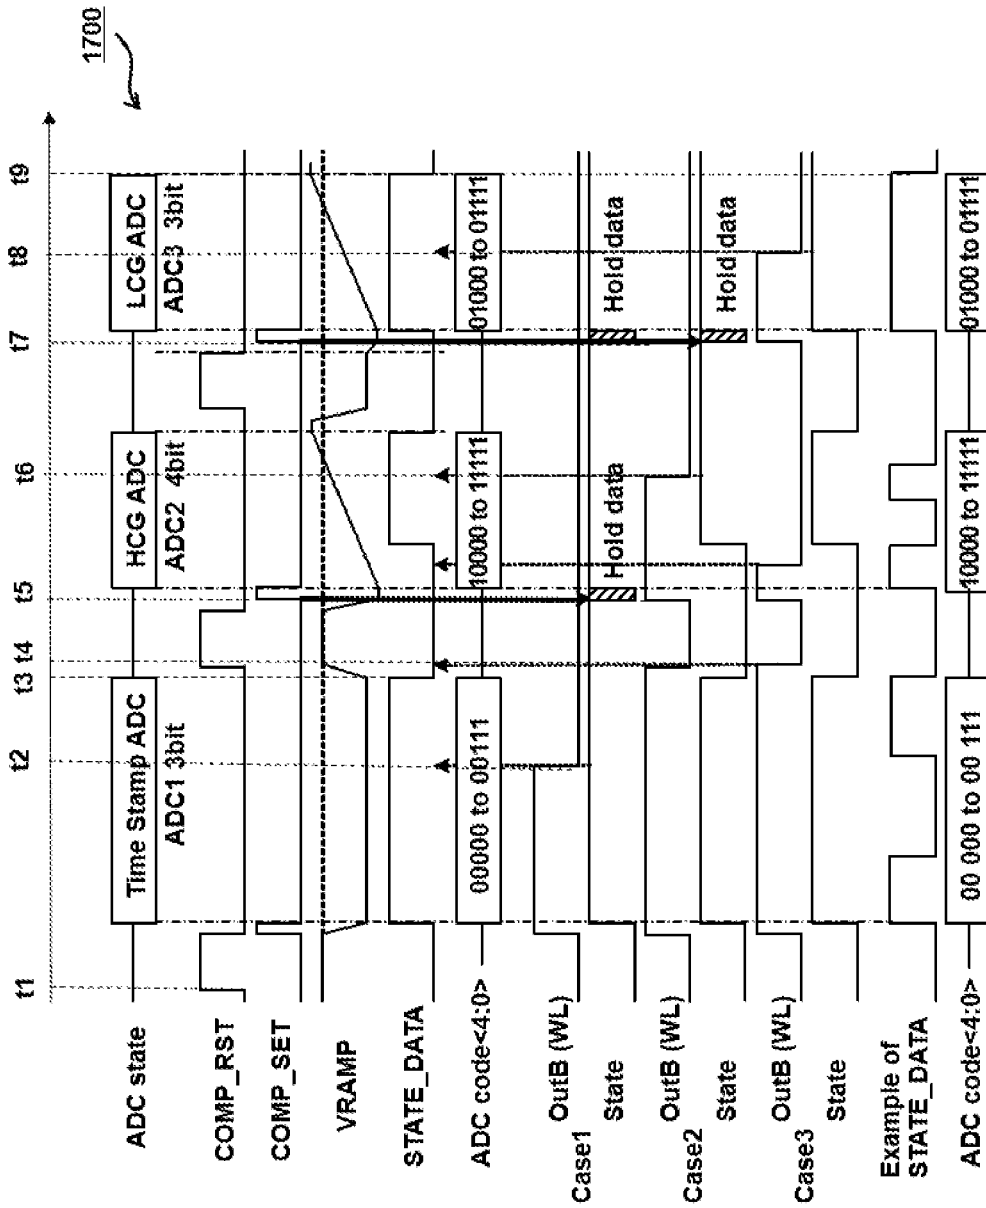 1700
t1 t2 t3 t4 t5 t6 t7 t8 t9
ADC state
Time Stamp ADC
ADC1 3bit
HCG ADC
ADC2 4bit
LCG ADC
ADC3 3bit
COMP_RST
COMP_SET
VRAMP
STATE_DATA
ADC code<4:0>
00000 to 00111
10000 to 11111
01000 to 01111
Case1
OutB (WL)
State
Hold data
Hold data
Case2
OutB (WL)
State
Hold data
Case3
OutB (WL)
State
Example of
STATE_DATA
ADC code<4:0>
00 000 to 00 111
10000 to 11111
01000 to 01111